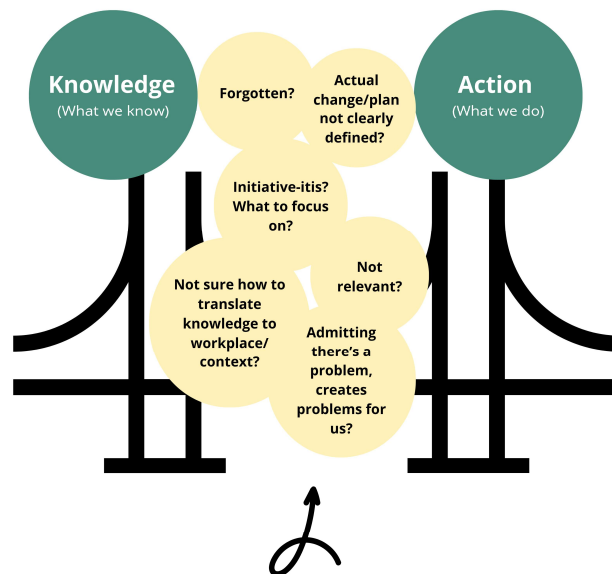 Knowledge
(What we know)
Forgotten?
Actual
change/plan
not clearly
defined?
Action
(What we do)
Initiative-itis?
What to focus
on?
Not
relevant?
Not sure how to
translate
knowledge to
workplace/
context?
Admitting
there's a
problem,
creates
problems for
us?